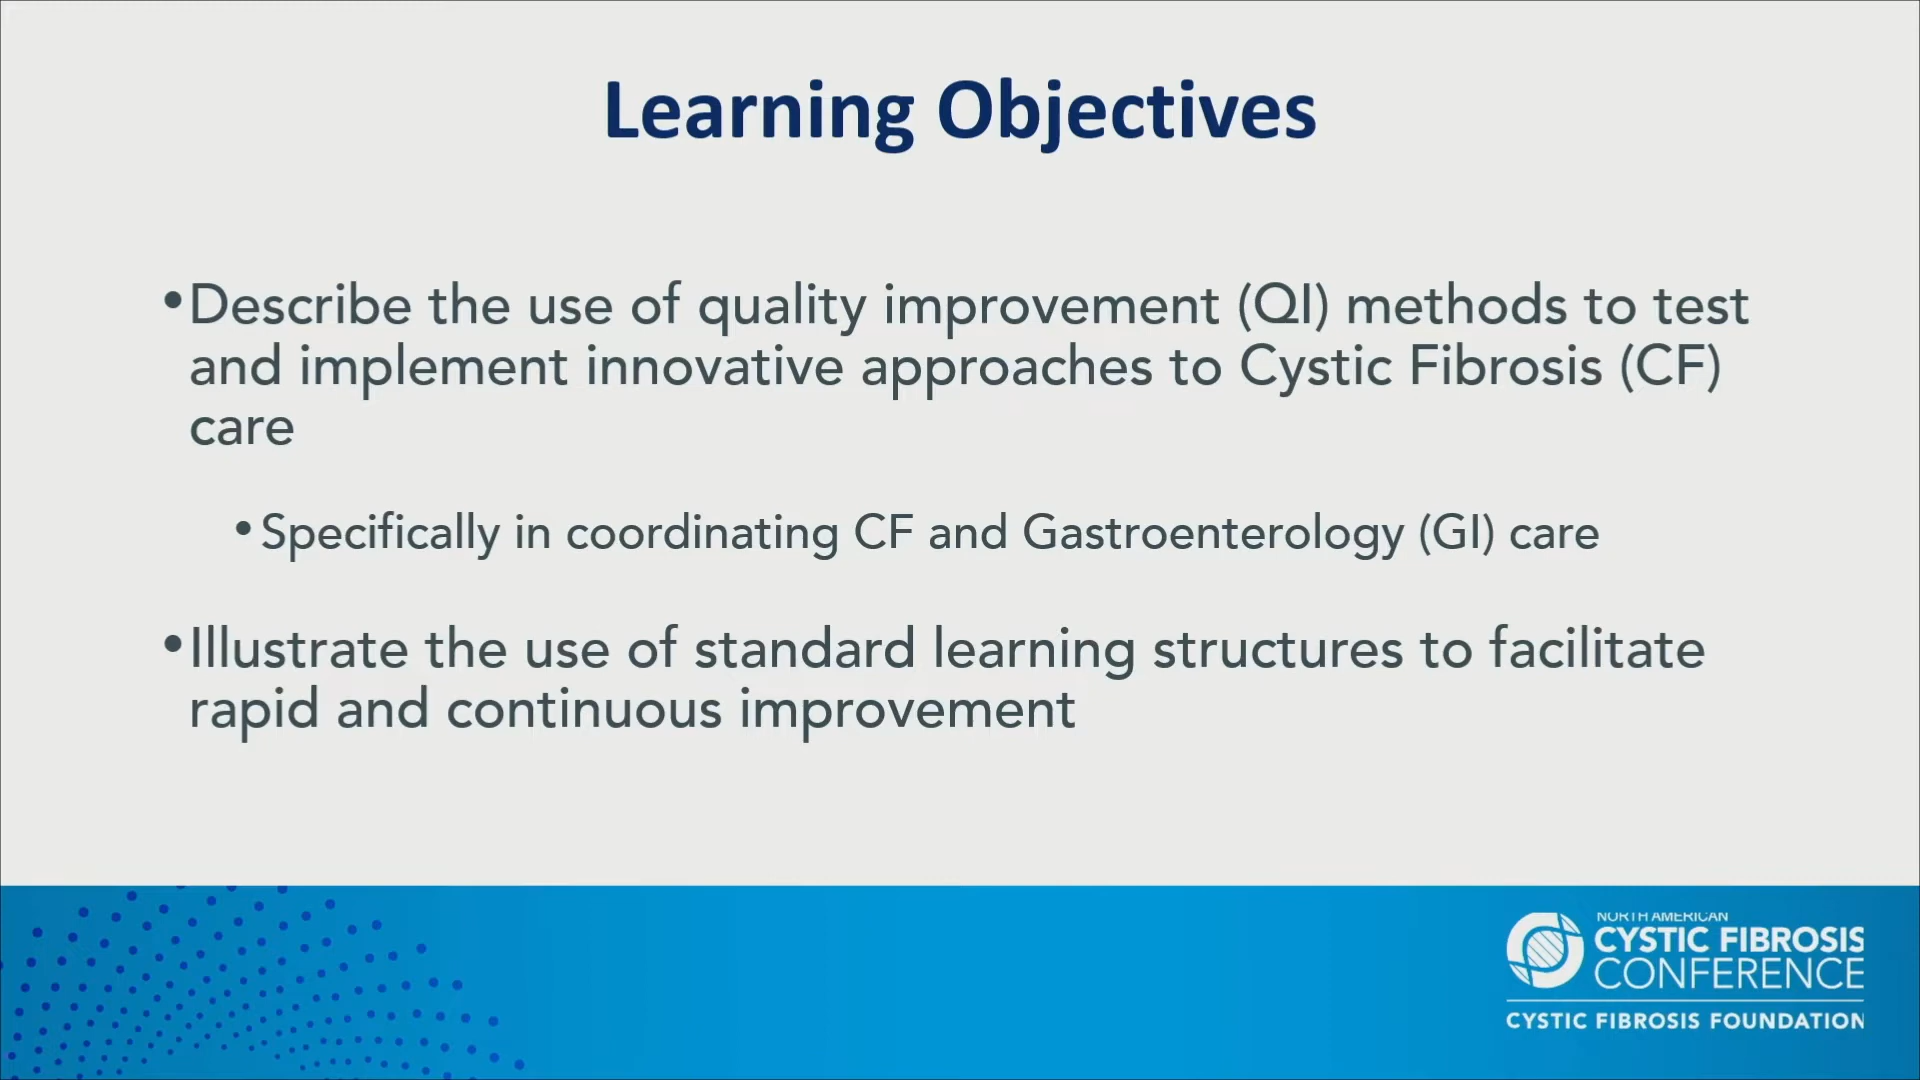 Learning Objectives
•Describe the use of quality improvement (QI) methods to test
and implement innovative approaches to Cystic Fibrosis (CF)
care
•Specifically in coordinating CF and Gastroenterology (GI) care
•Illustrate the use of standard learning structures to facilitate
rapid and continuous improvement
NORTH AMERICAN
CYSTIC FIBROSIS
CONFERENCE
CYSTIC FIBROSIS FOUNDATION